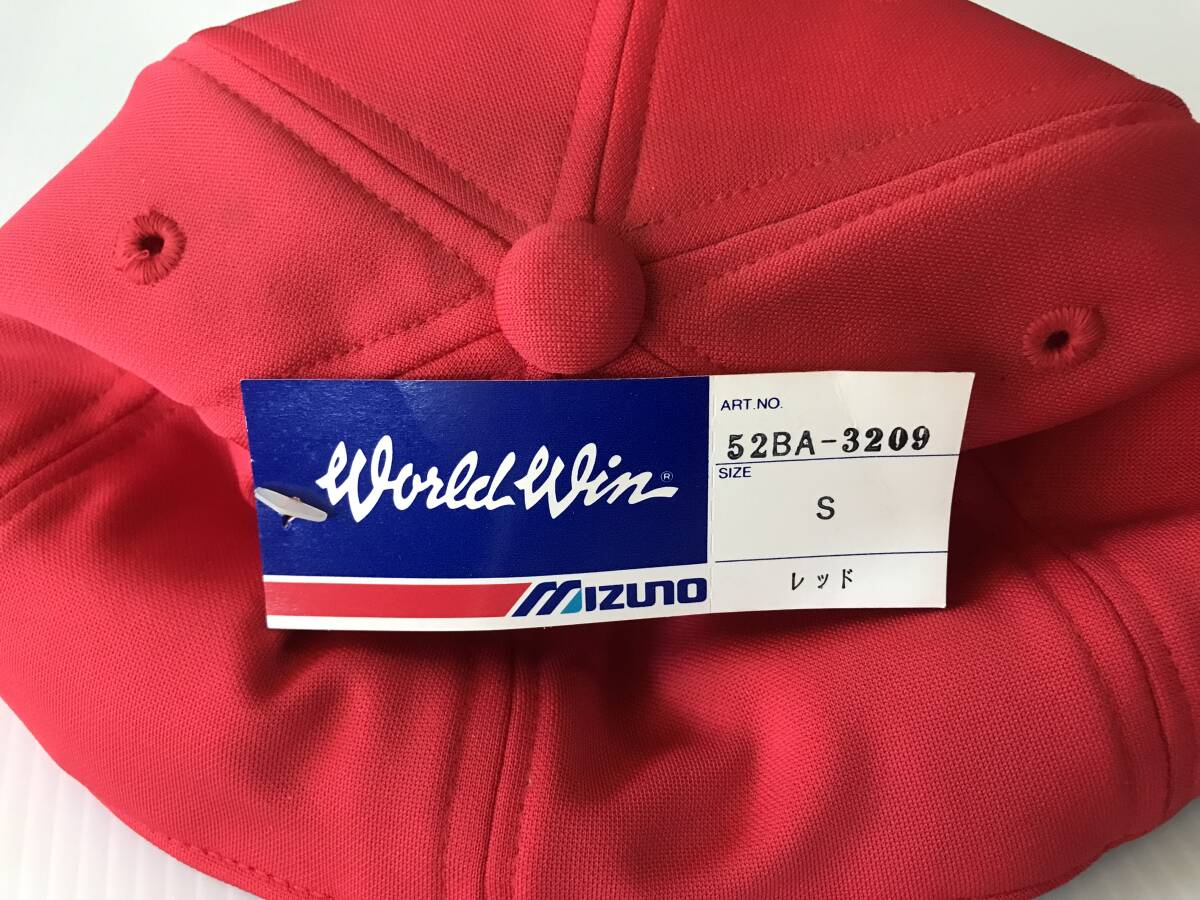 World Win ®
MIZUNO
ART.NO.
52BA-3209
SIZE
S
レッド